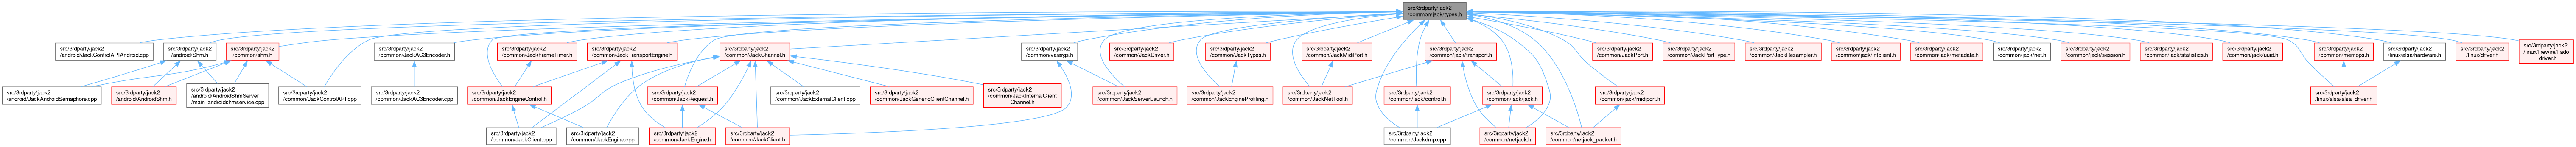 src/3rdparty/jack2
/common/jack/types.h
src/3rdparty/jack2
/android/JackControlAPIAndroid.cpp
src/3rdparty/jack2
/android/Shm.h
src/3rdparty/jack2
/common/shm.h
src/3rdparty/jack2
/common/JackAC3Encoder.h
src/3rdparty/jack2
/common/JackFrameTimer.h
src/3rdparty/jack2
/common/JackTransportEngine.h
src/3rdparty/jack2
/common/JackChannel.h
src/3rdparty/jack2
/common/varargs.h
src/3rdparty/jack2
/common/JackDriver.h
src/3rdparty/jack2
/common/JackTypes.h
src/3rdparty/jack2
/common/JackMidiPort.h
src/3rdparty/jack2
/common/jack/transport.h
src/3rdparty/jack2
/common/JackPort.h
src/3rdparty/jack2
/common/JackPortType.h
src/3rdparty/jack2
/common/JackResampler.h
src/3rdparty/jack2
/common/jack/intclient.h
src/3rdparty/jack2
/common/jack/metadata.h
src/3rdparty/jack2
/common/jack/net.h
src/3rdparty/jack2
/common/jack/session.h
src/3rdparty/jack2
/common/jack/statistics.h
src/3rdparty/jack2
/common/jack/uuid.h
src/3rdparty/jack2
/common/memops.h
src/3rdparty/jack2
/linux/alsa/hardware.h
src/3rdparty/jack2
/linux/driver.h
src/3rdparty/jack2
/linux/firewire/ffado
_driver.h
src/3rdparty/jack2
/android/JackAndroidSemaphore.cpp
src/3rdparty/jack2
/android/AndroidShm.h
src/3rdparty/jack2
/android/AndroidShmServer
/main_androidshmservice.cpp
src/3rdparty/jack2
/common/JackControlAPI.cpp
src/3rdparty/jack2
/common/JackAC3Encoder.cpp
src/3rdparty/jack2
/common/JackEngineControl.h
src/3rdparty/jack2
/common/JackRequest.h
src/3rdparty/jack2
/common/JackExternalClient.cpp
src/3rdparty/jack2
/common/JackGenericClientChannel.h
src/3rdparty/jack2
/common/JackInternalClient
Channel.h
src/3rdparty/jack2
/common/JackServerLaunch.h
src/3rdparty/jack2
/common/JackEngineProfiling.h
src/3rdparty/jack2
/common/JackNetTool.h
src/3rdparty/jack2
/common/jack/control.h
src/3rdparty/jack2
/common/jack/jack.h
src/3rdparty/jack2
/common/jack/midiport.h
src/3rdparty/jack2
/linux/alsa/alsa_driver.h
src/3rdparty/jack2
/common/JackClient.cpp
src/3rdparty/jack2
/common/JackEngine.cpp
src/3rdparty/jack2
/common/JackEngine.h
src/3rdparty/jack2
/common/JackClient.h
src/3rdparty/jack2
/common/Jackdmp.cpp
src/3rdparty/jack2
/common/netjack.h
src/3rdparty/jack2
/common/netjack_packet.h